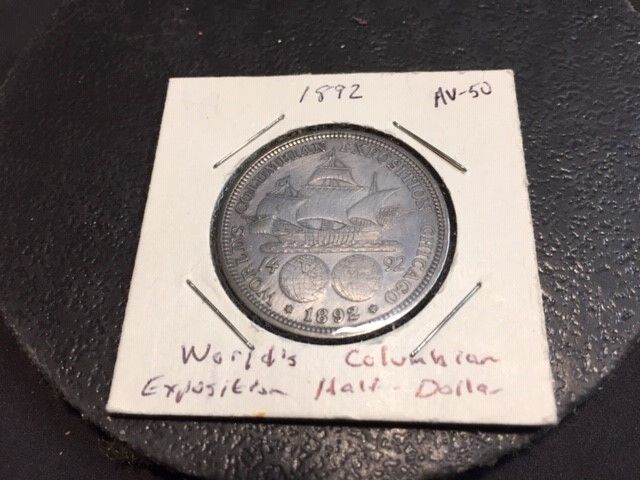 1892 AU-50
WORLD'S COLUMBIAN EXPOSITION CHICAGO
14 92
* 1892 *
World's Columbian
Exposition Half-Dollar